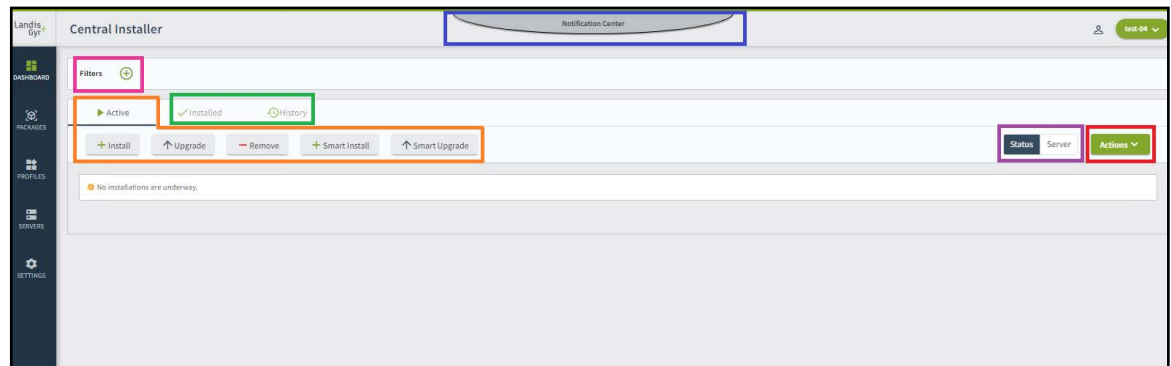 Landis
Gyr+
Central Installer
Notification Center
test-04
DASHBOARD
Filters
PACKAGES
Active
Installed
History
Install
Upgrade
Remove
Smart Install
Smart Upgrade
Status
Server
Actions
PROFILES
No installations are underway.
SERVERS
SETTINGS